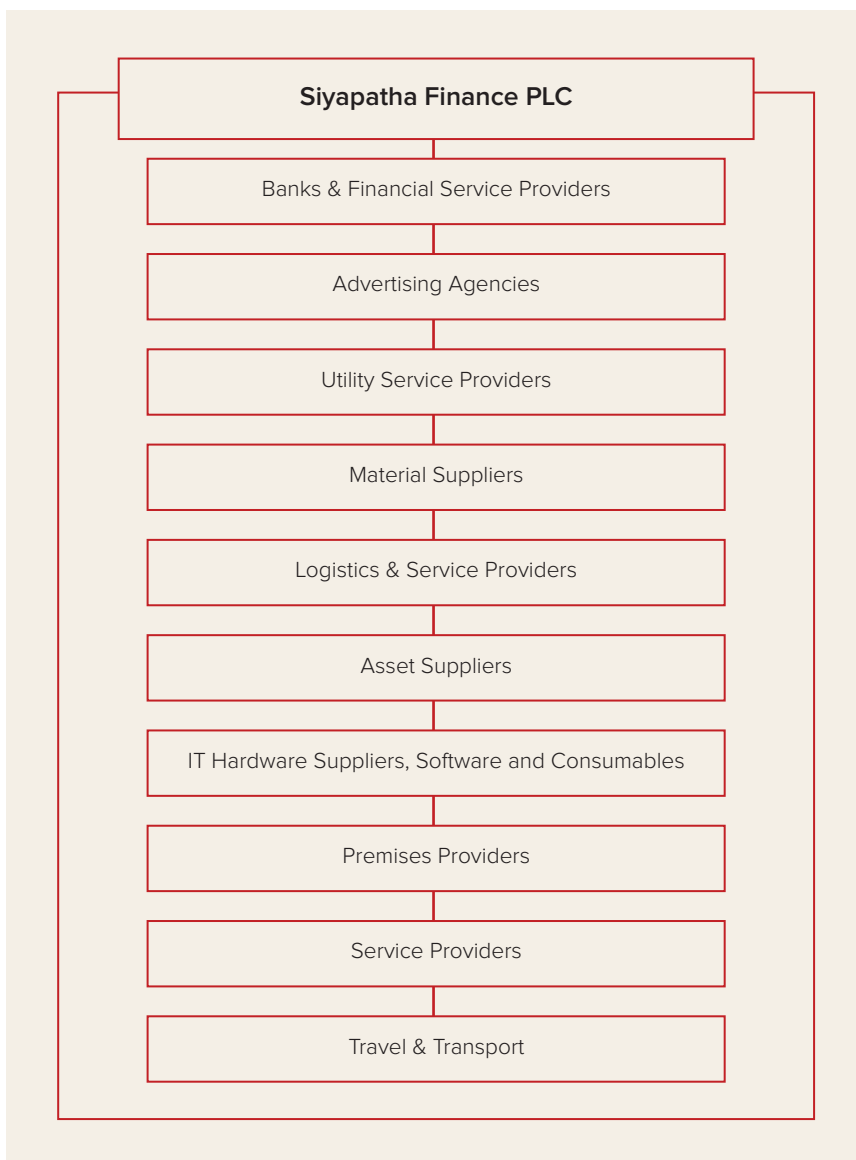 Siyapatha Finance PLC
Banks & Financial Service Providers
Advertising Agencies
Utility Service Providers
Material Suppliers
Logistics & Service Providers
Asset Suppliers
IT Hardware Suppliers, Software and Consumables
Premises Providers
Service Providers
Travel & Transport